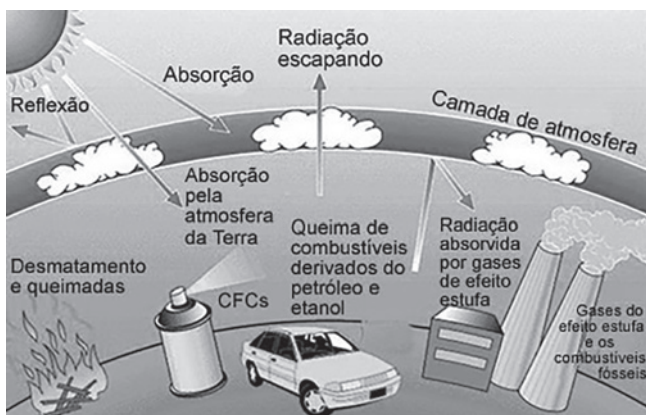 Radiação
escapando
Absorção
Reflexão
Camada de atmosfera
Absorção
pela
atmosfera
da Terra
Queima de
combustíveis
derivados do
petróleo e
etanol
Radiação
absorvida
por gases
de efeito
estufa
Desmatamento
e queimadas
CFCs
Gases do
efeito estufa
e os
combustíveis
fósseis